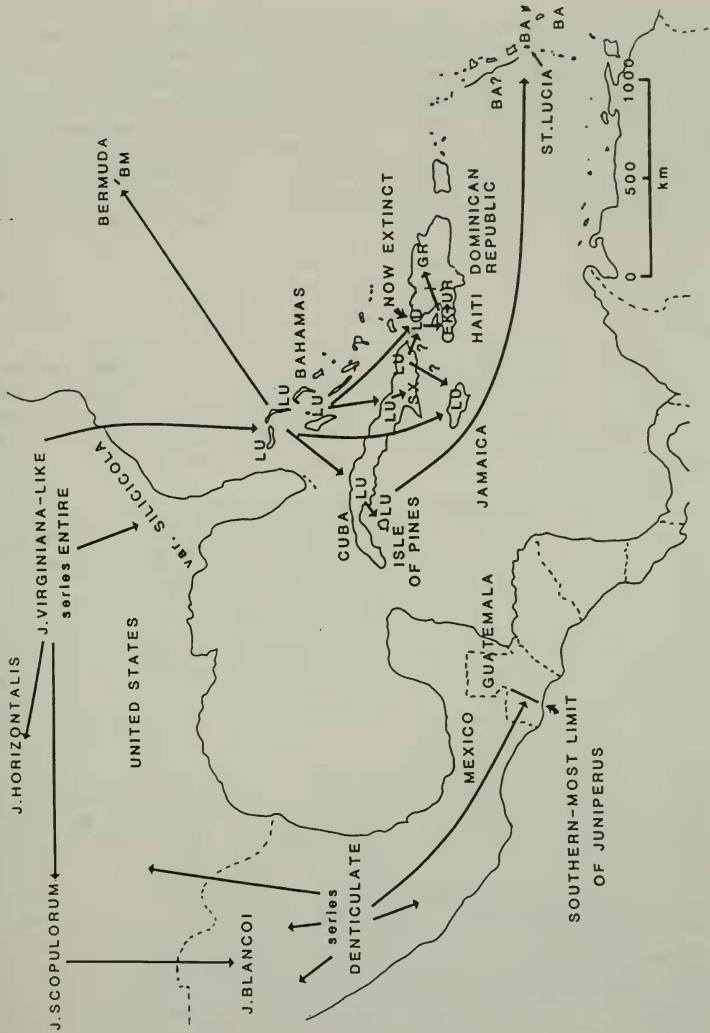 J.SCOPULORUM
J.HORIZONTALIS
J.VIRGINIANA-LIKE
series ENTIRE
var. SILICICOLA
UNITED STATES
BERMUDA
BM
J.BLANCOI
series
DENTICULATE
LU
LU
BAHAMAS
LU
NOW EXTINCT
CUBA
LU
LU
LU
LU
SX
?
?
LU
GR
EK
UR
ISLE
OF PINES
LU
JAMAICA
HAITI
DOMINICAN
REPUBLIC
BA?
BA
BA
ST.LUCIA
MEXICO
GUATEMALA
SOUTHERN-MOST LIMIT
OF JUNIPERUS
0 500 1000
km